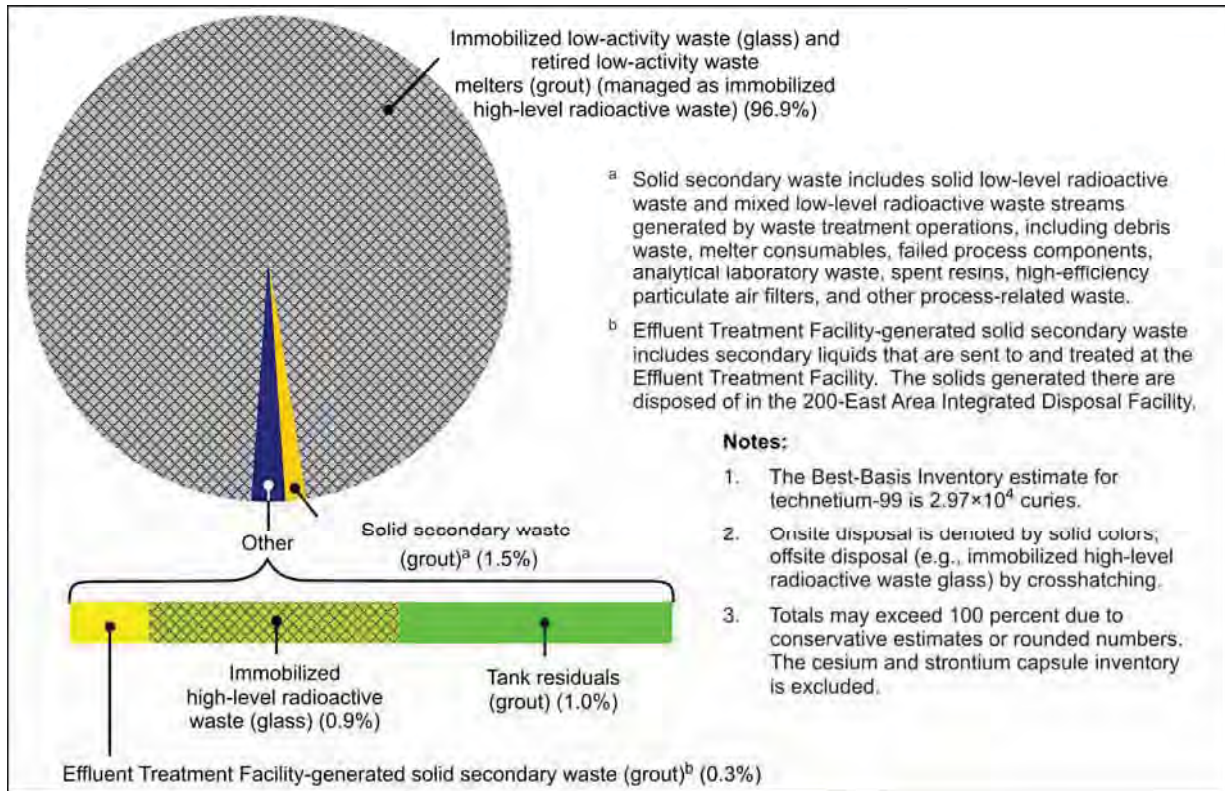 Immobilized low-activity waste (glass) and
retired low-activity waste
melters (grout) (managed as immobilized
high-level radioactive waste) (96.9%)
a Solid secondary waste includes solid low-level radioactive
waste and mixed low-level radioactive waste streams
generated by waste treatment operations, including debris
waste, melter consumables, failed process components,
analytical laboratory waste, spent resins, high-efficiency
particulate air filters, and other process-related waste.
b Effluent Treatment Facility-generated solid secondary waste
includes secondary liquids that are sent to and treated at the
Effluent Treatment Facility. The solids generated there are
disposed of in the 200-East Area Integrated Disposal Facility.
Notes:
1. The Best-Basis Inventory estimate for
technetium-99 is 2.97×10⁴ curies.
2. Onsite disposal is denoted by solid colors;
offsite disposal (e.g., immobilized high-level
radioactive waste glass) by crosshatching.
3. Totals may exceed 100 percent due to
conservative estimates or rounded numbers.
The cesium and strontium capsule inventory
is excluded.
Solid secondary waste
(grout)ᵃ (1.5%)
Other
Immobilized
high-level radioactive
waste (glass) (0.9%)
Tank residuals
(grout) (1.0%)
Effluent Treatment Facility-generated solid secondary waste (grout)ᵇ (0.3%)